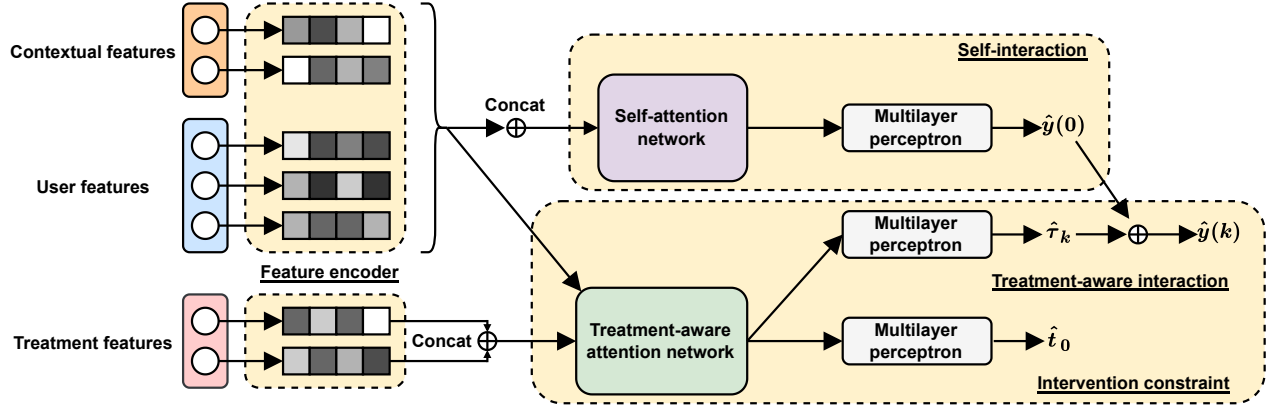 Contextual features
User features
Feature encoder
Treatment features
Concat
Concat
Self-interaction
Self-attention
network
Multilayer
perceptron
ŷ(0)
Multilayer
perceptron
τ̂ₖ
ŷ(k)
Treatment-aware interaction
Treatment-aware
attention network
Multilayer
perceptron
t̂₀
Intervention constraint